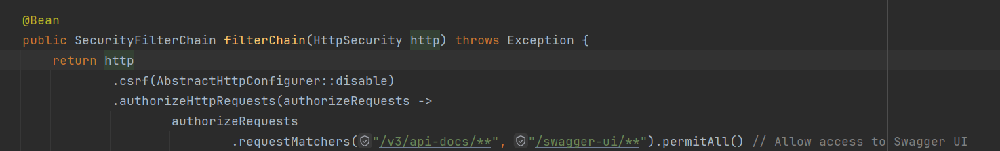 @Bean
public SecurityFilterChain filterChain(HttpSecurity http) throws Exception {
return http
.csrf(AbstractHttpConfigurer::disable)
.authorizeHttpRequests(authorizeRequests ->
authorizeRequests
.requestMatchers("/v3/api-docs/**", "/swagger-ui/**").permitAll() // Allow access to Swagger UI